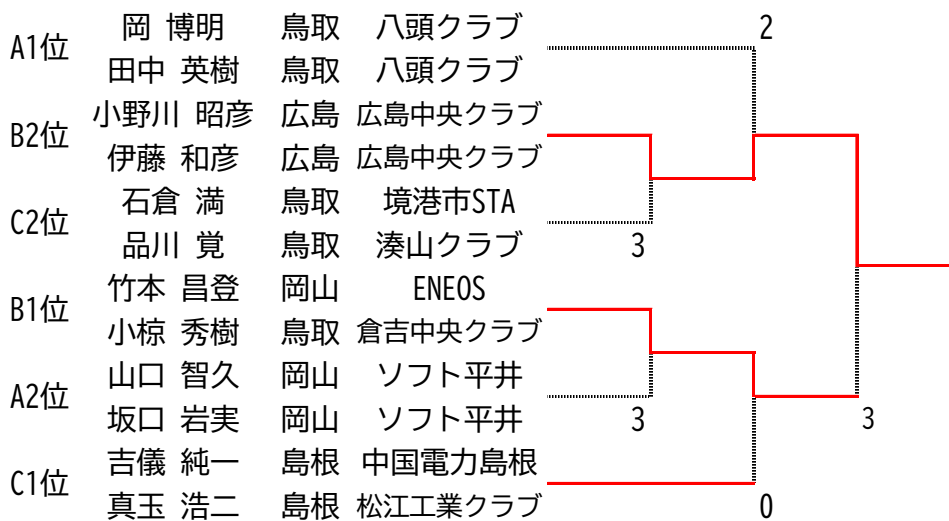 岡 博明 鳥取 八頭クラブ 2
A1位
田中 英樹 鳥取 八頭クラブ
小野川 昭彦 広島 広島中央クラブ
B2位
伊藤 和彦 広島 広島中央クラブ
石倉 満 鳥取 境港市STA
C2位
品川 覚 鳥取 湊山クラブ 3
竹本 昌登 岡山 ENEOS
B1位
小椋 秀樹 鳥取 倉吉中央クラブ
山口 智久 岡山 ソフト平井
A2位
坂口 岩実 岡山 ソフト平井 3 3
吉儀 純一 島根 中国電力島根
C1位
真玉 浩二 島根 松江工業クラブ 0